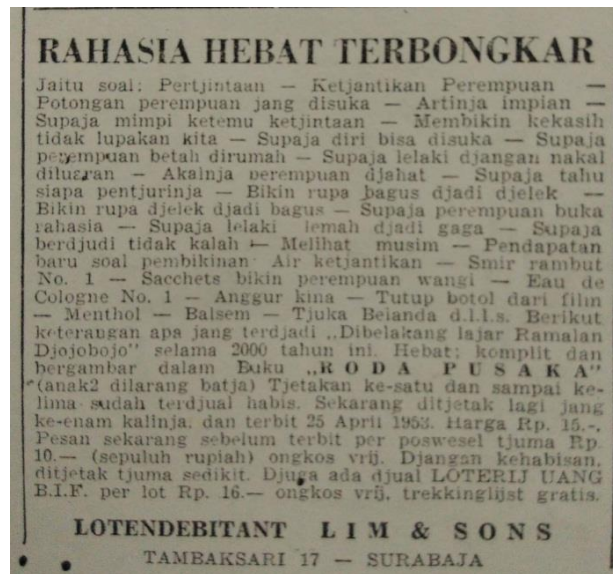 RAHASIA HEBAT TERBONGKAR
Jaitu soal: Pertjintaan — Ketjantikan Perempuan —
Potongan perempuan jang disuka — Artinja impian —
Supaja mimpi ketemu ketjintaan — Membikin kekasih
tidak lupakan kita — Supaja diri bisa disuka — Supaja
perempuan betah dirumah — Supaja lelaki djangan nakal
diluaran — Akalnja perempuan djahat — Supaja tahu
siapa pentjurinja — Bikin rupa bagus djadi djelek —
Bikin rupa djelek djadi bagus — Supaja perempuan buka
rahasia — Supaja lelaki lemah djadi gaga — Supaja
berdjudi tidak kalah — Melihat musim — Pendapatan
baru soal pembikinan Air ketjantikan — Smir rambut
No. 1 — Sacchets bikin perempuan wangi — Eau de
Cologne No. 1 — Anggur kina — Tutup botol dari film
— Menthol — Balsem — Tjuka Belanda d.l.l.s. Berikut
keterangan apa jang terdjadi „Dibelakang lajar Ramalan
Djojobojo" selama 2000 tahun ini. Hebat; komplit dan
bergambar dalam Buku „RODA PUSAKA"
(anak2 dilarang batja) Tjetakan ke-satu dan sampai ke-
lima sudah terdjual habis. Sekarang ditjetak lagi jang
ke-enam kalinja. dan terbit 25 April 1953. Harga Rp. 15.-.
Pesan sekarang sebelum terbit per poswesel tjuma Rp.
10.— (sepuluh rupiah) ongkos vrij. Djangan kehabisan.
ditjetak tjuma sedikit. Djuga ada djual LOTERIJ UANG
B.I.F. per lot Rp. 16.— ongkos vrij. trekkinglijst gratis.
LOTENDEBITANT LIM & SONS
TAMBAKSARI 17 — SURABAJA